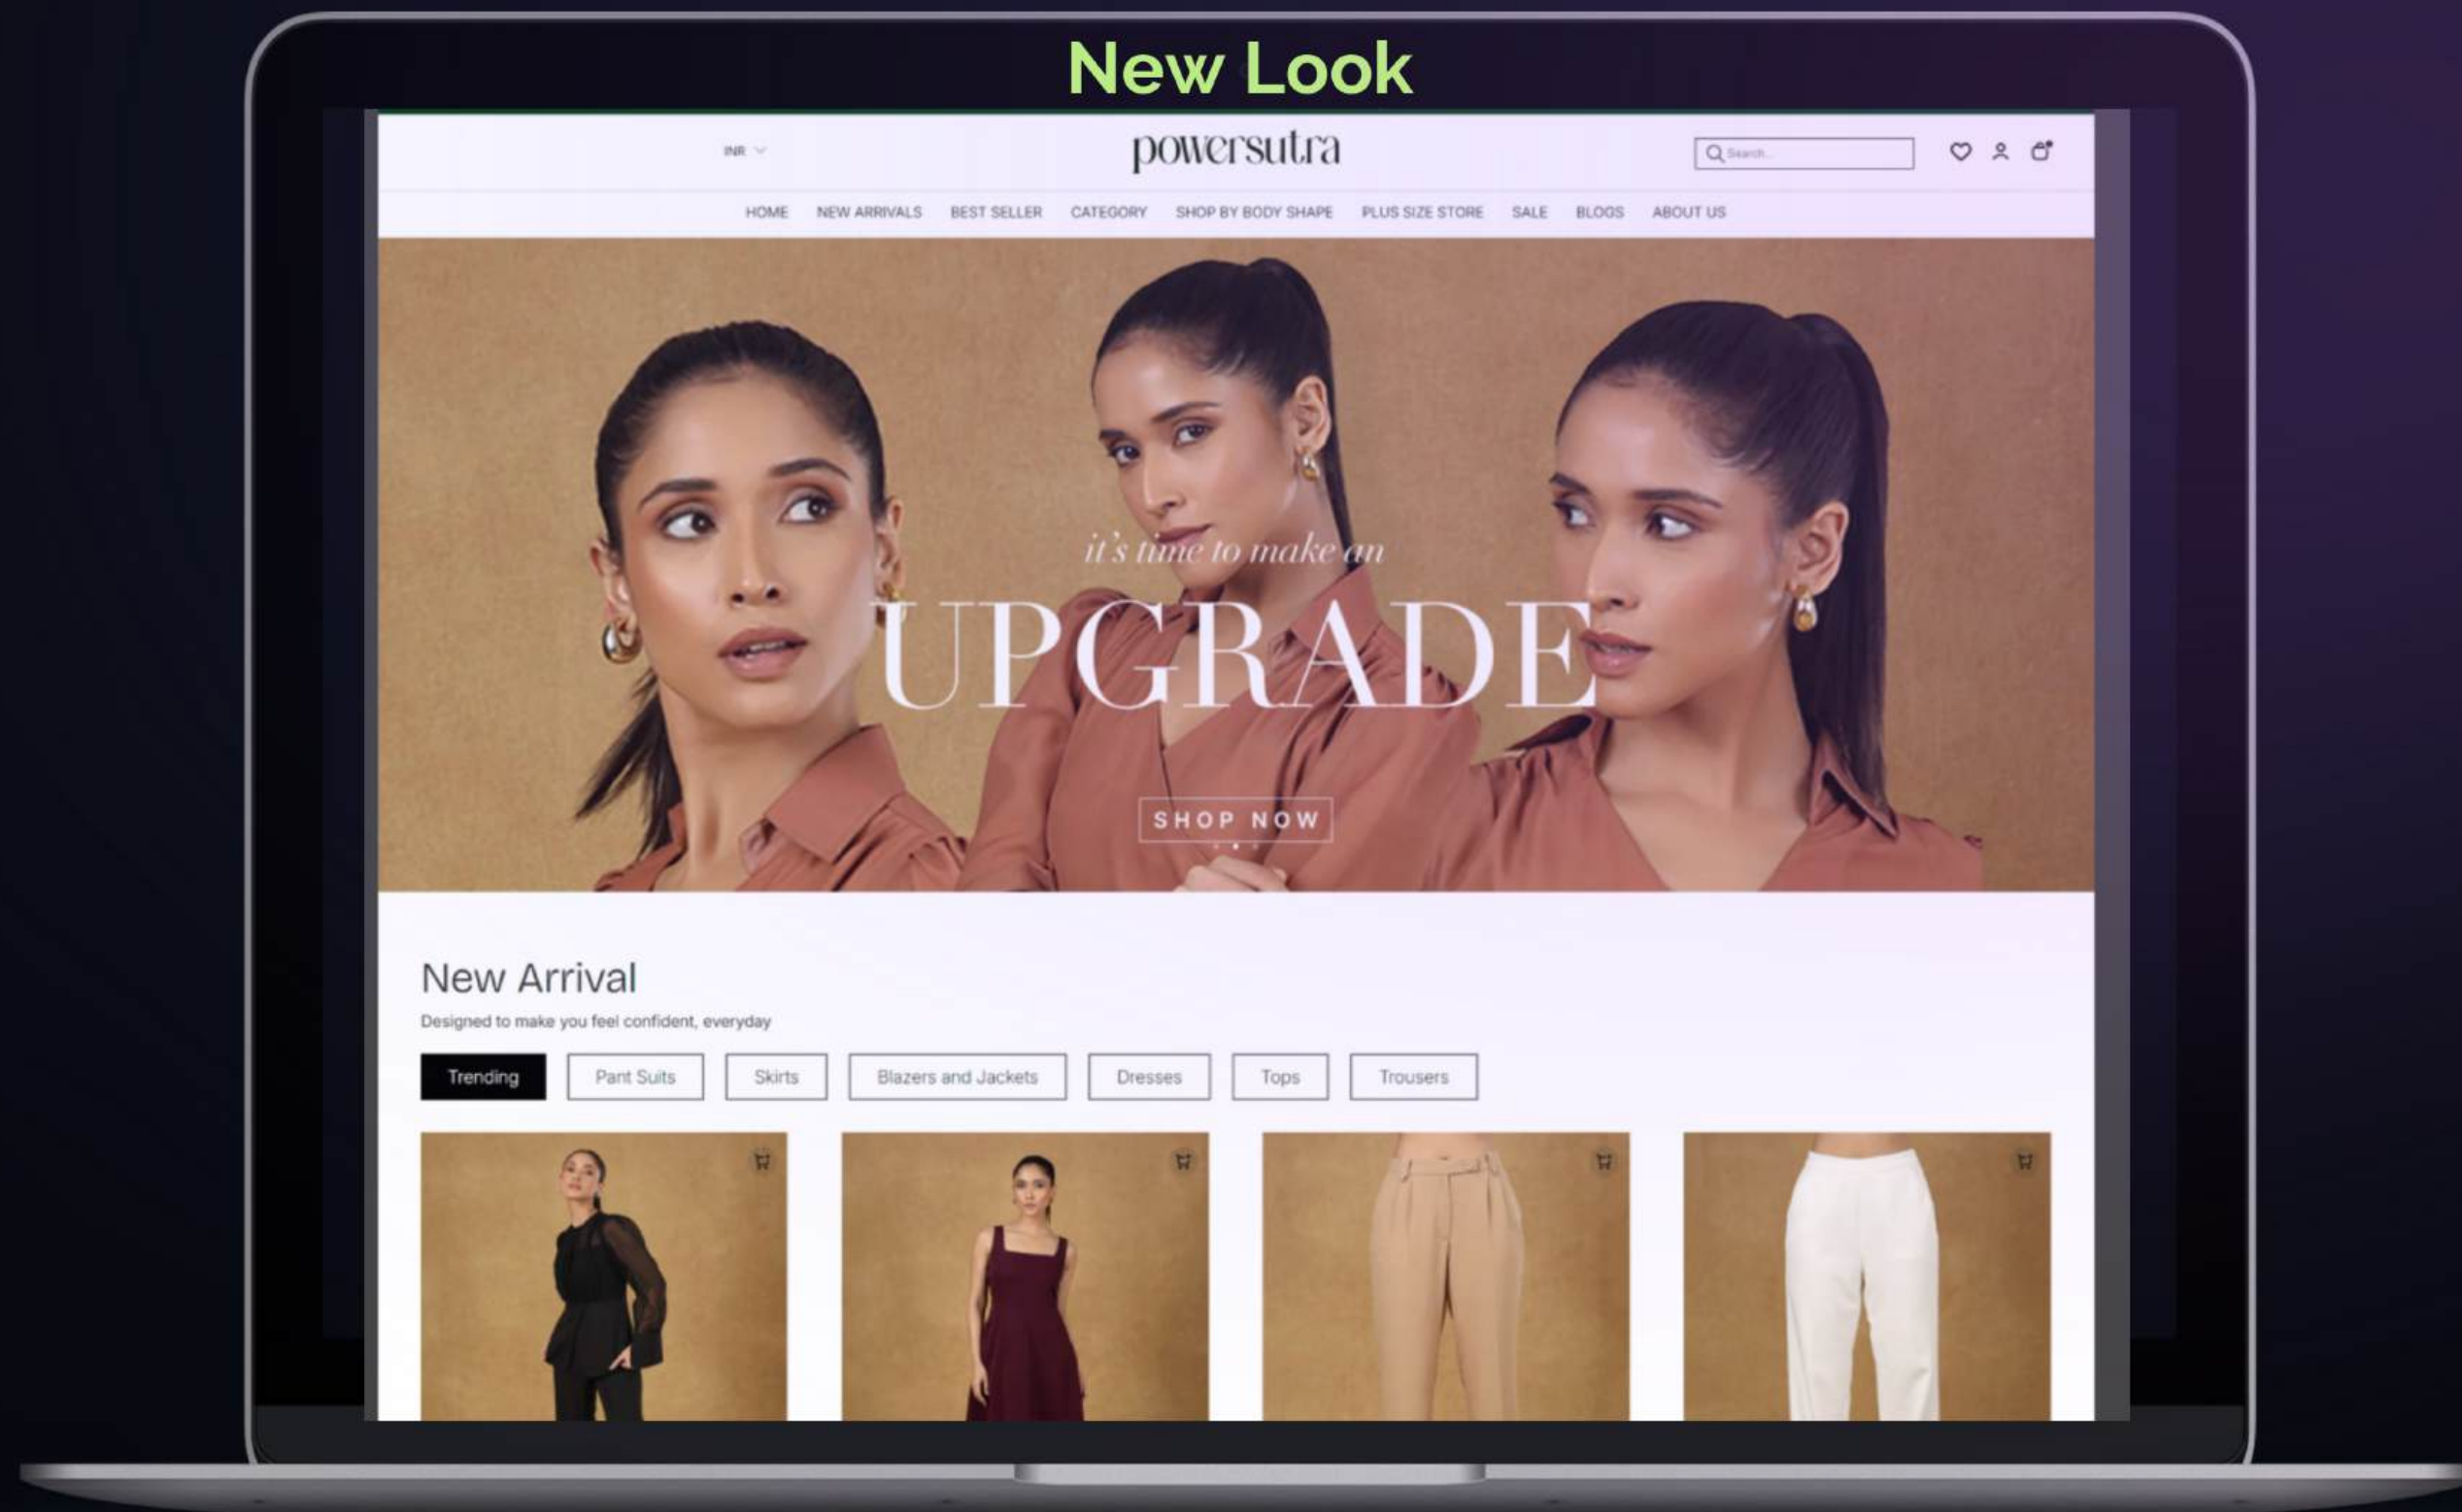 New Look
INR
powersutra
Search...
HOME NEW ARRIVALS BEST SELLER CATEGORY SHOP BY BODY SHAPE PLUS SIZE STORE SALE BLOGS ABOUT US
it's time to make an
UPGRADE
SHOP NOW
New Arrival
Designed to make you feel confident, everyday
Trending Pant Suits Skirts Blazers and Jackets Dresses Tops Trousers